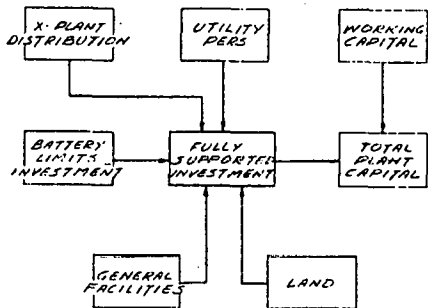 X-PLANT
DISTRIBUTION
UTILITY
PERS
WORKING
CAPITAL
BATTERY
LIMITS
INVESTMENT
FULLY
SUPPORTED
INVESTMENT
TOTAL
PLANT
CAPITAL
GENERAL
FACILITIES
LAND